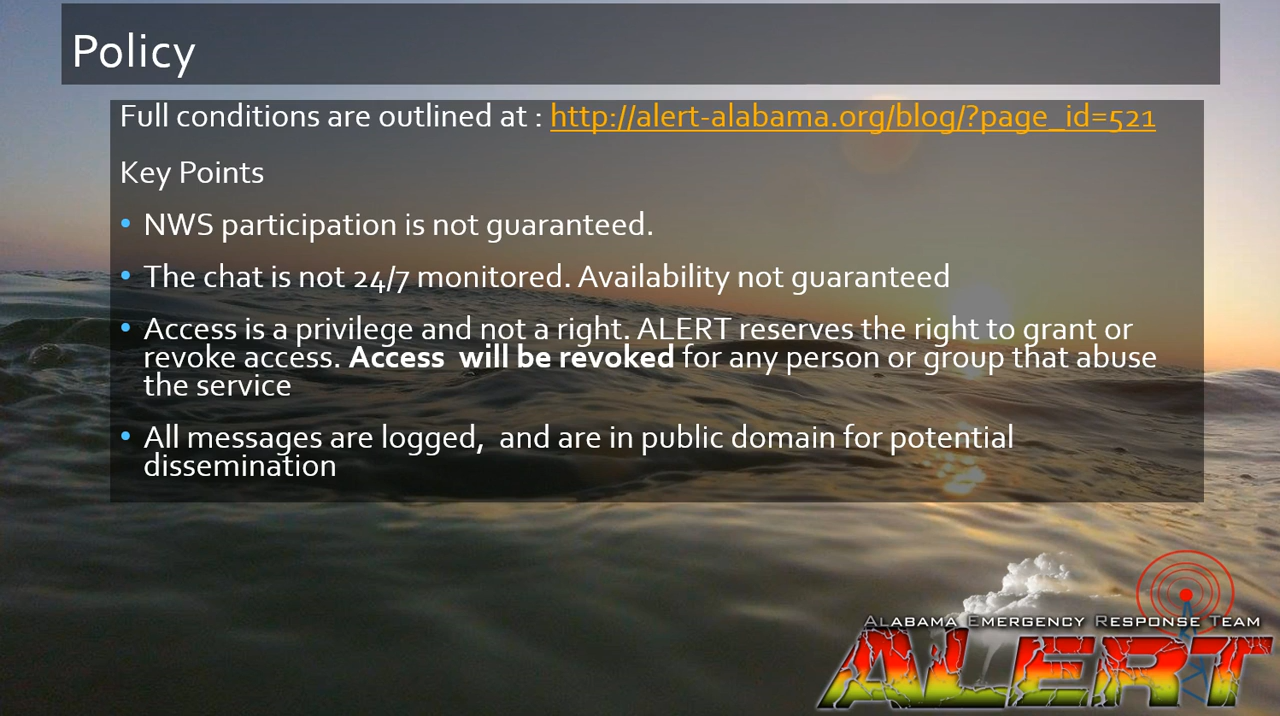 Policy
Full conditions are outlined at : http://alert-alabama.org/blog/?page_id=521
Key Points
• NWS participation is not guaranteed.
• The chat is not 24/7 monitored. Availability not guaranteed
• Access is a privilege and not a right. ALERT reserves the right to grant or
revoke access. Access  will be revoked for any person or group that abuse
the service
• All messages are logged,  and are in public domain for potential
dissemination
ALABAMA EMERGENCY RESPONSE TEAM
ALERT